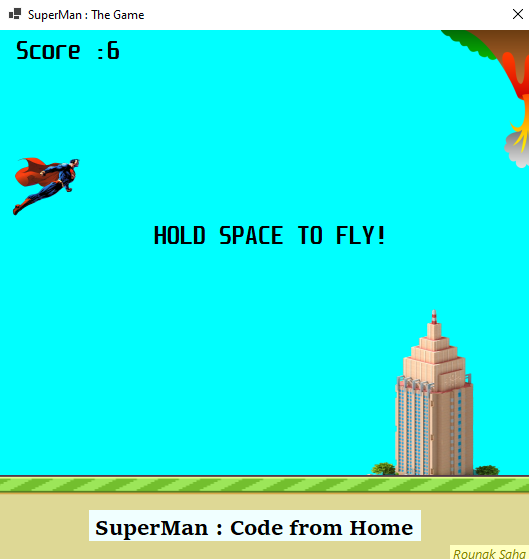 SuperMan : The Game
Score :6
HOLD SPACE TO FLY!
SuperMan : Code from Home
Rounak Saha